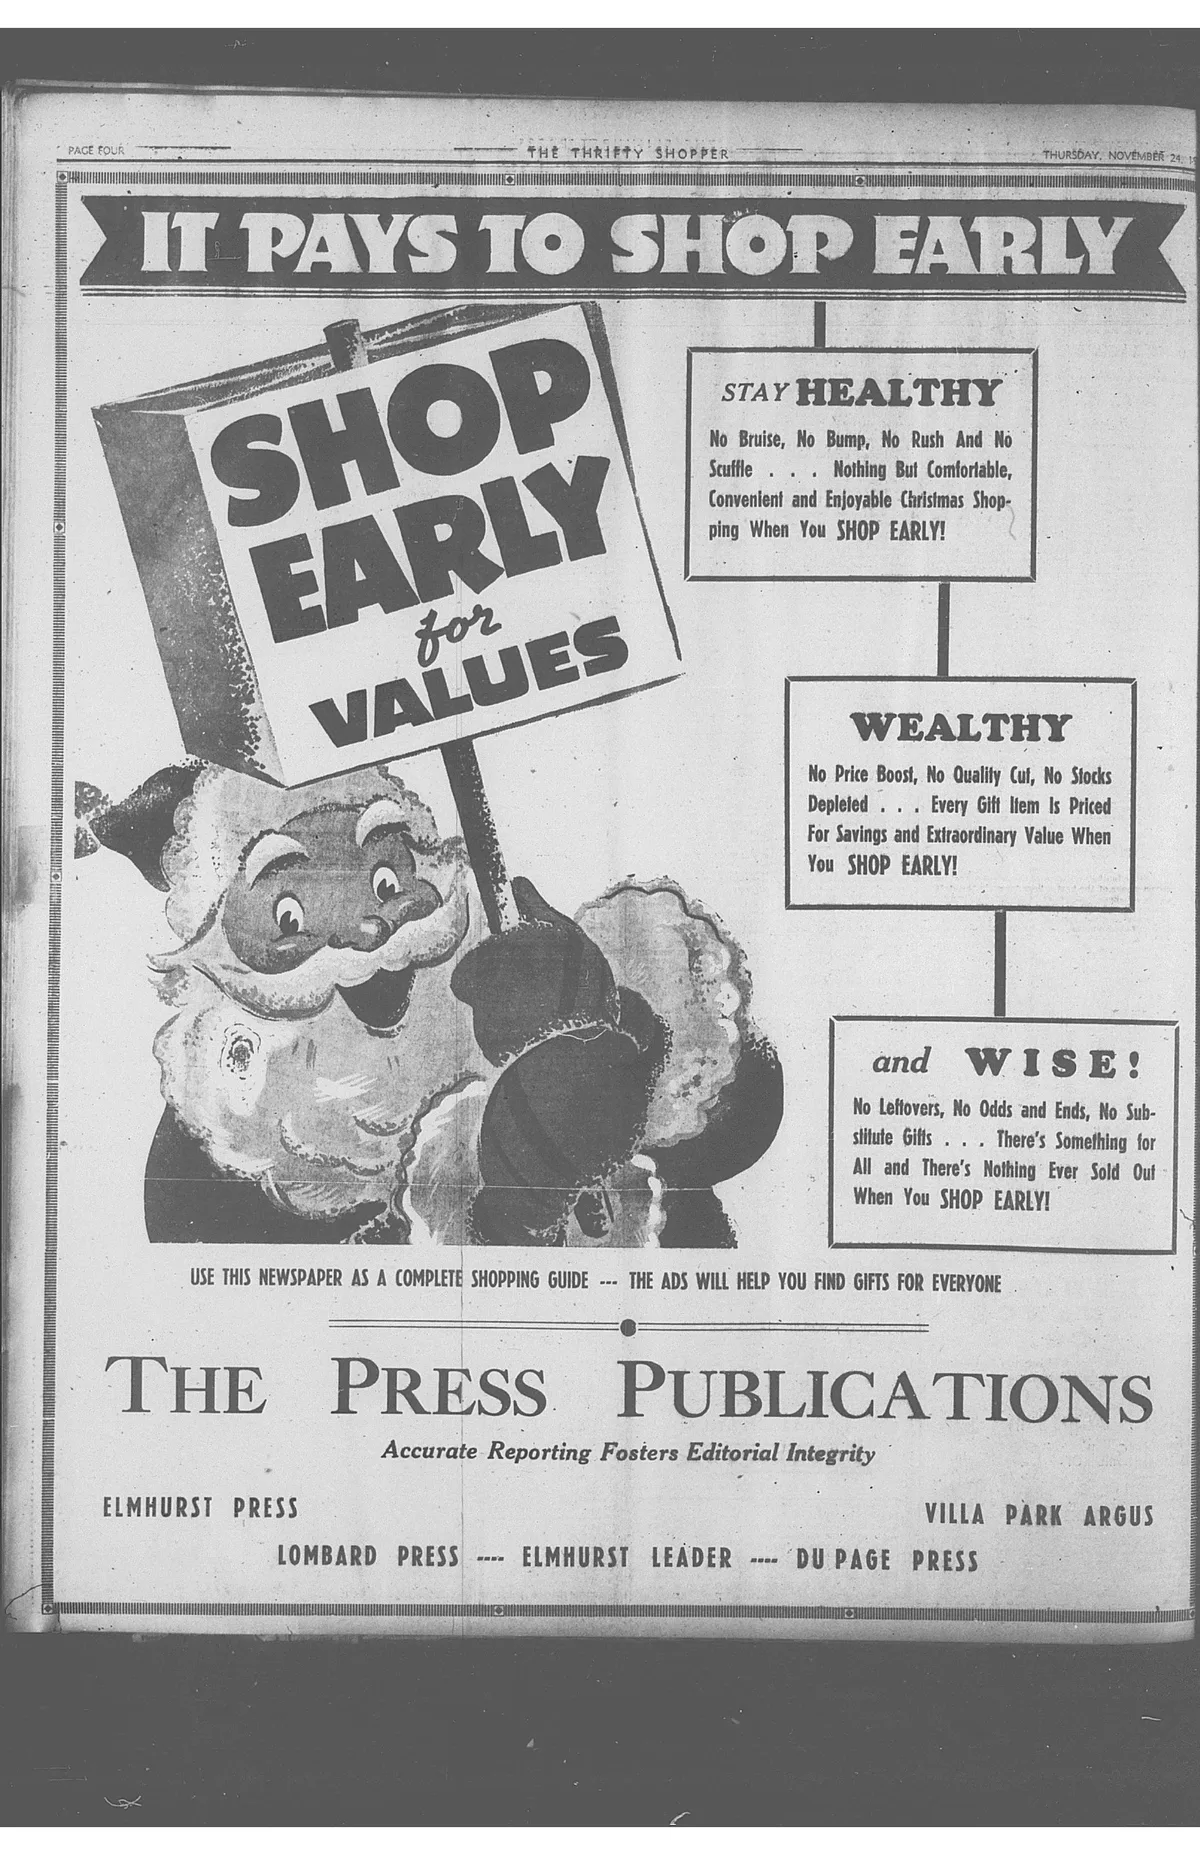 PAGE FOUR
THE THRIFTY SHOPPER
THURSDAY, NOVEMBER 24,
IT PAYS TO SHOP EARLY
SHOP
EARLY
for
VALUES
STAY HEALTHY
No Bruise, No Bump, No Rush And No
Scuffle . . . Nothing But Comfortable,
Convenient and Enjoyable Christmas Shop-
ping When You SHOP EARLY!
WEALTHY
No Price Boost, No Quality Cut, No Stocks
Depleted . . . Every Gift Item Is Priced
For Savings and Extraordinary Value When
You SHOP EARLY!
and WISE!
No Leftovers, No Odds and Ends, No Sub-
stitute Gifts . . . There's Something for
All and There's Nothing Ever Sold Out
When You SHOP EARLY!
USE THIS NEWSPAPER AS A COMPLETE SHOPPING GUIDE --- THE ADS WILL HELP YOU FIND GIFTS FOR EVERYONE
THE PRESS PUBLICATIONS
Accurate Reporting Fosters Editorial Integrity
ELMHURST PRESS
VILLA PARK ARGUS
LOMBARD PRESS ---- ELMHURST LEADER ---- DU PAGE PRESS